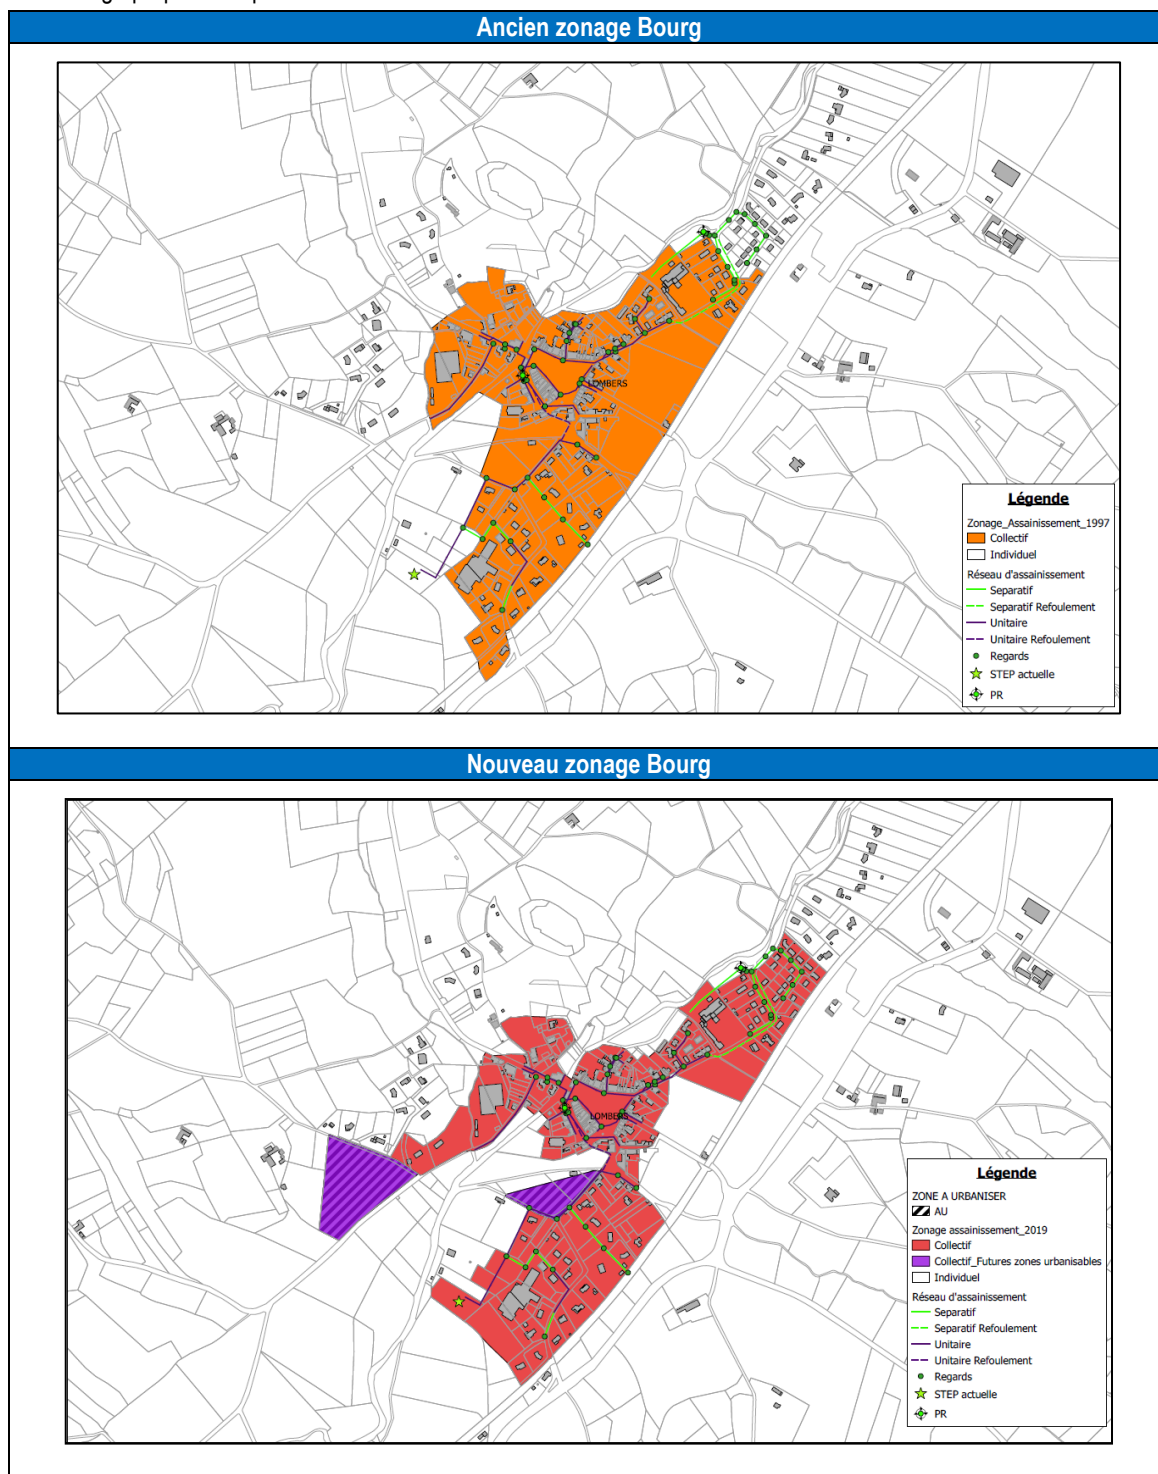 Ancien zonage Bourg
LOMBERS
Légende
Zonage_Assainissement_1997
Collectif
Individuel
Réseau d'assainissement
Separatif
Separatif Refoulement
Unitaire
Unitaire Refoulement
Regards
STEP actuelle
PR
Nouveau zonage Bourg
LOMBERS
Légende
ZONE A URBANISER
AU
Zonage assainissement_2019
Collectif
Collectif_Futures zones urbanisables
Individuel
Réseau d'assainissement
Separatif
Separatif Refoulement
Unitaire
Unitaire Refoulement
Regards
STEP actuelle
PR